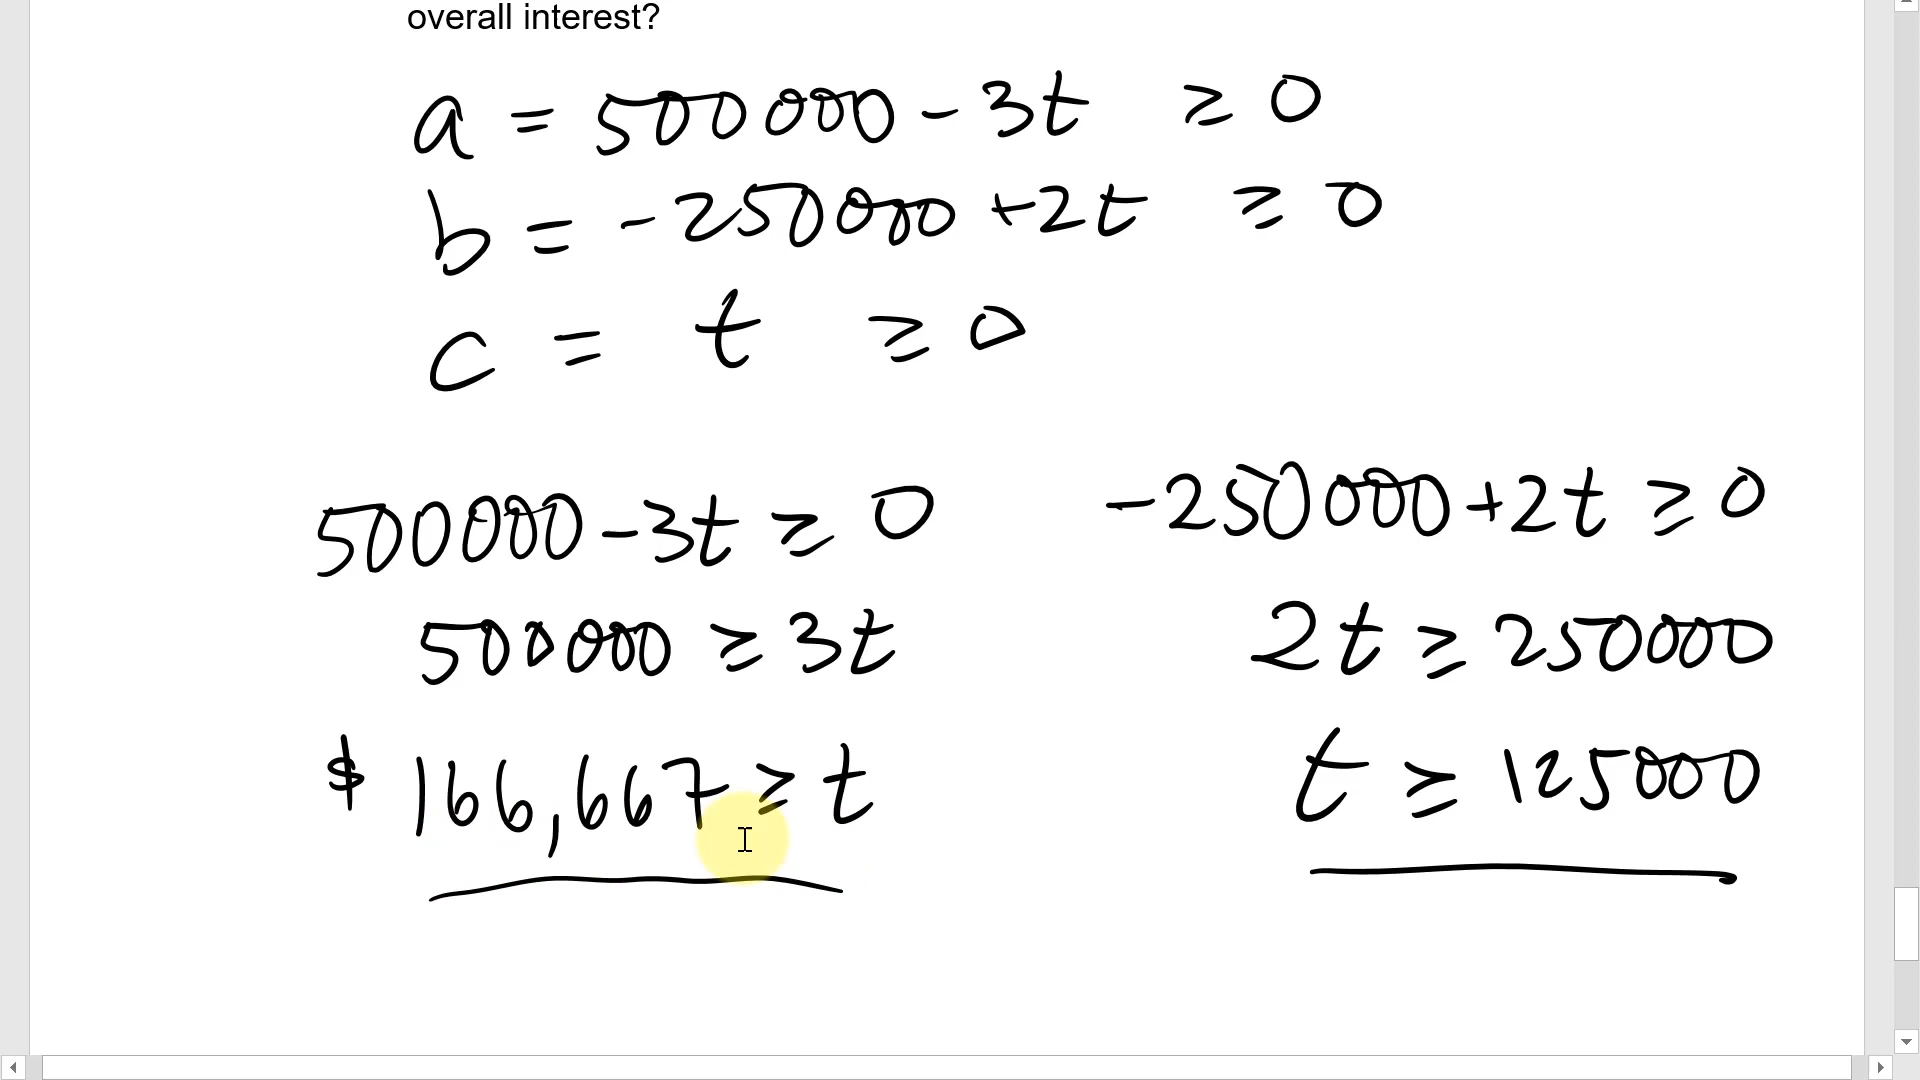 overall interest?
a = 500000 - 3t ≥ 0
b = -250000 + 2t ≥ 0
c = t ≥ 0
500000 - 3t ≥ 0
500000 ≥ 3t
$ 166,667 ≥ t
-250000 + 2t ≥ 0
2t ≥ 250000
t ≥ 125000